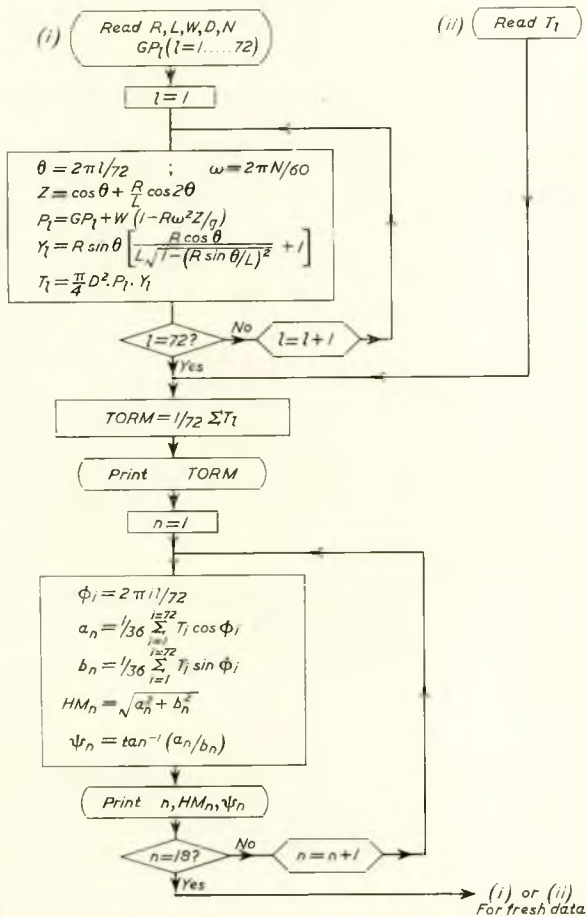 (i) Read R, L, W, D, N
GP_l (l=1.....72)
(ii) Read T_l
l=1
θ = 2πl/72 ; ω = 2πN/60
Z = cos θ + R/L cos 2θ
P_l = GP_l + W (1-Rω²Z/g)
Y_l = R sin θ [ R cos θ / L√(1-(R sin θ/L)²) + 1 ]
T_l = π/4 D². P_l. Y_l
l=72? No l=l+1
Yes
TORM = 1/72 ΣT_l
Print TORM
n=1
ϕ_i = 2πil/72
a_n = 1/36 Σ_{i=1}^{i=72} T_i cos ϕ_i
b_n = 1/36 Σ_{i=1}^{i=72} T_i sin ϕ_i
HM_n = √(a_n² + b_n²)
ψ_n = tan⁻¹ (a_n/b_n)
Print n, HM_n, ψ_n
n=18? No n=n+1
Yes
(i) or (ii)
For fresh data